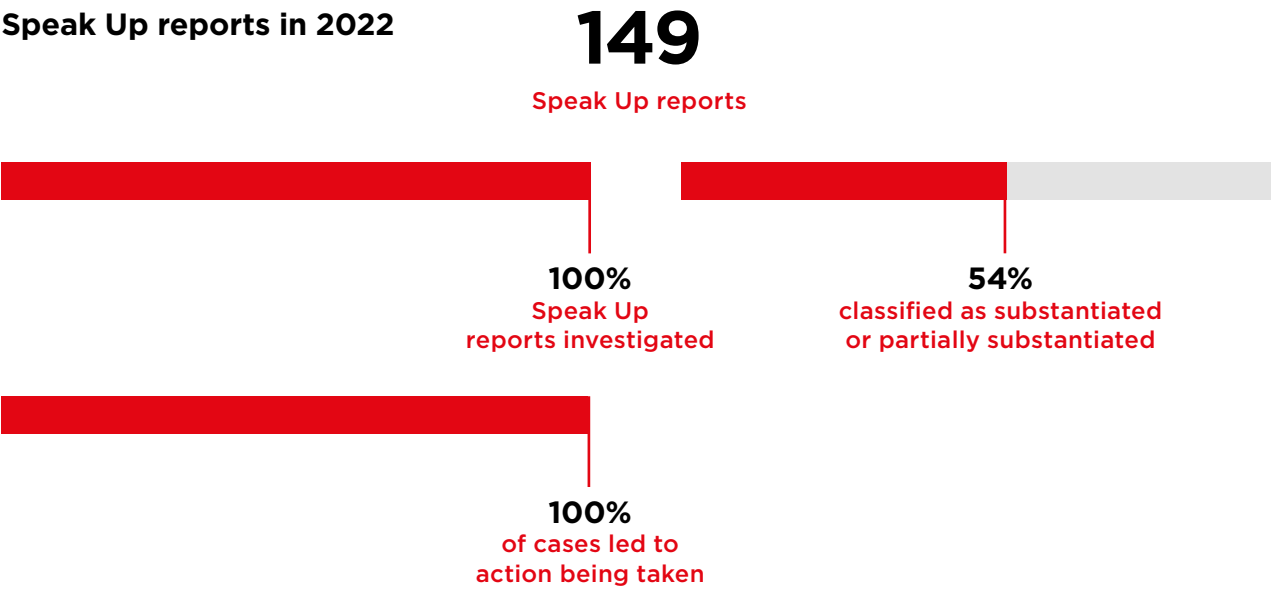 Speak Up reports in 2022
149
Speak Up reports
100%
Speak Up
reports investigated
54%
classified as substantiated
or partially substantiated
100%
of cases led to
action being taken